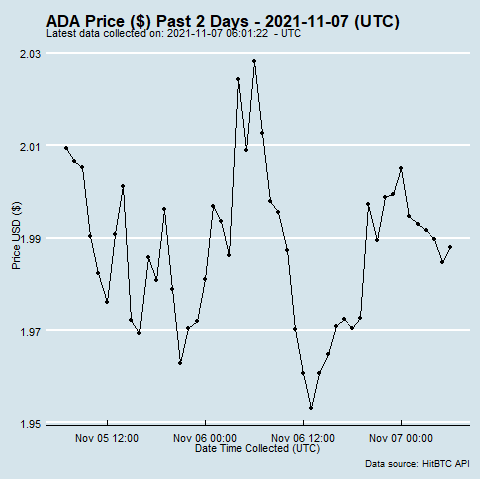 ADA Price ($) Past 2 Days - 2021-11-07 (UTC)
Latest data collected on: 2021-11-07 06:01:22  - UTC
2.03
2.01
1.99
1.97
1.95
Price USD ($)
Nov 05 12:00
Nov 06 00:00
Nov 06 12:00
Nov 07 00:00
Date Time Collected (UTC)
Data source: HitBTC API